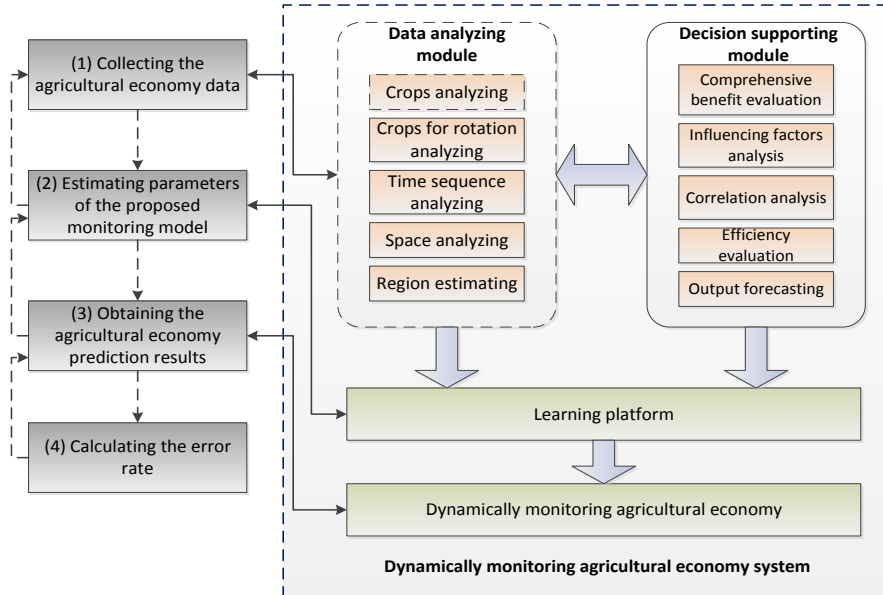 (1) Collecting the
agricultural economy data
(2) Estimating parameters
of the proposed
monitoring model
(3) Obtaining the
agricultural economy
prediction results
(4) Calculating the error
rate
Data analyzing
module
Crops analyzing
Crops for rotation
analyzing
Time sequence
analyzing
Space analyzing
Region estimating
Decision supporting
module
Comprehensive
benefit evaluation
Influencing factors
analysis
Correlation analysis
Efficiency
evaluation
Output forecasting
Learning platform
Dynamically monitoring agricultural economy
Dynamically monitoring agricultural economy system